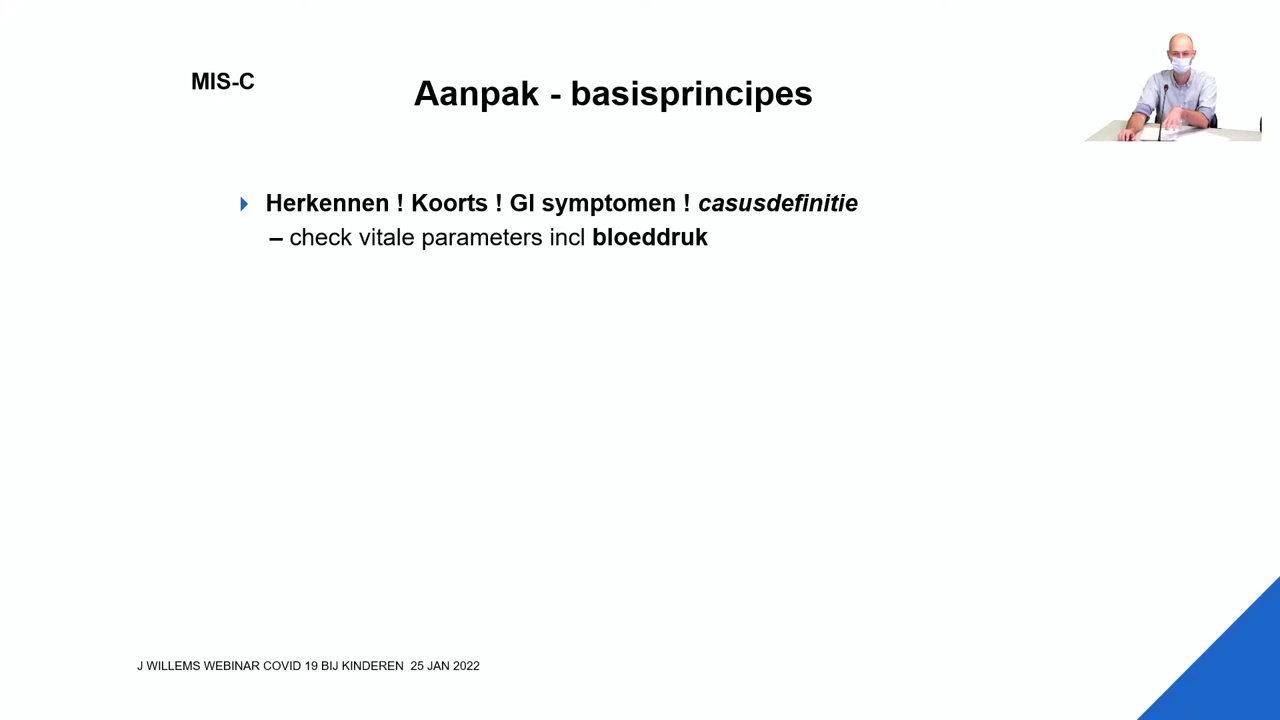 MIS-C
Aanpak - basisprincipes
Herkennen ! Koorts ! GI symptomen ! casusdefinitie
– check vitale parameters incl bloeddruk
J WILLEMS WEBINAR COVID 19 BIJ KINDEREN 25 JAN 2022